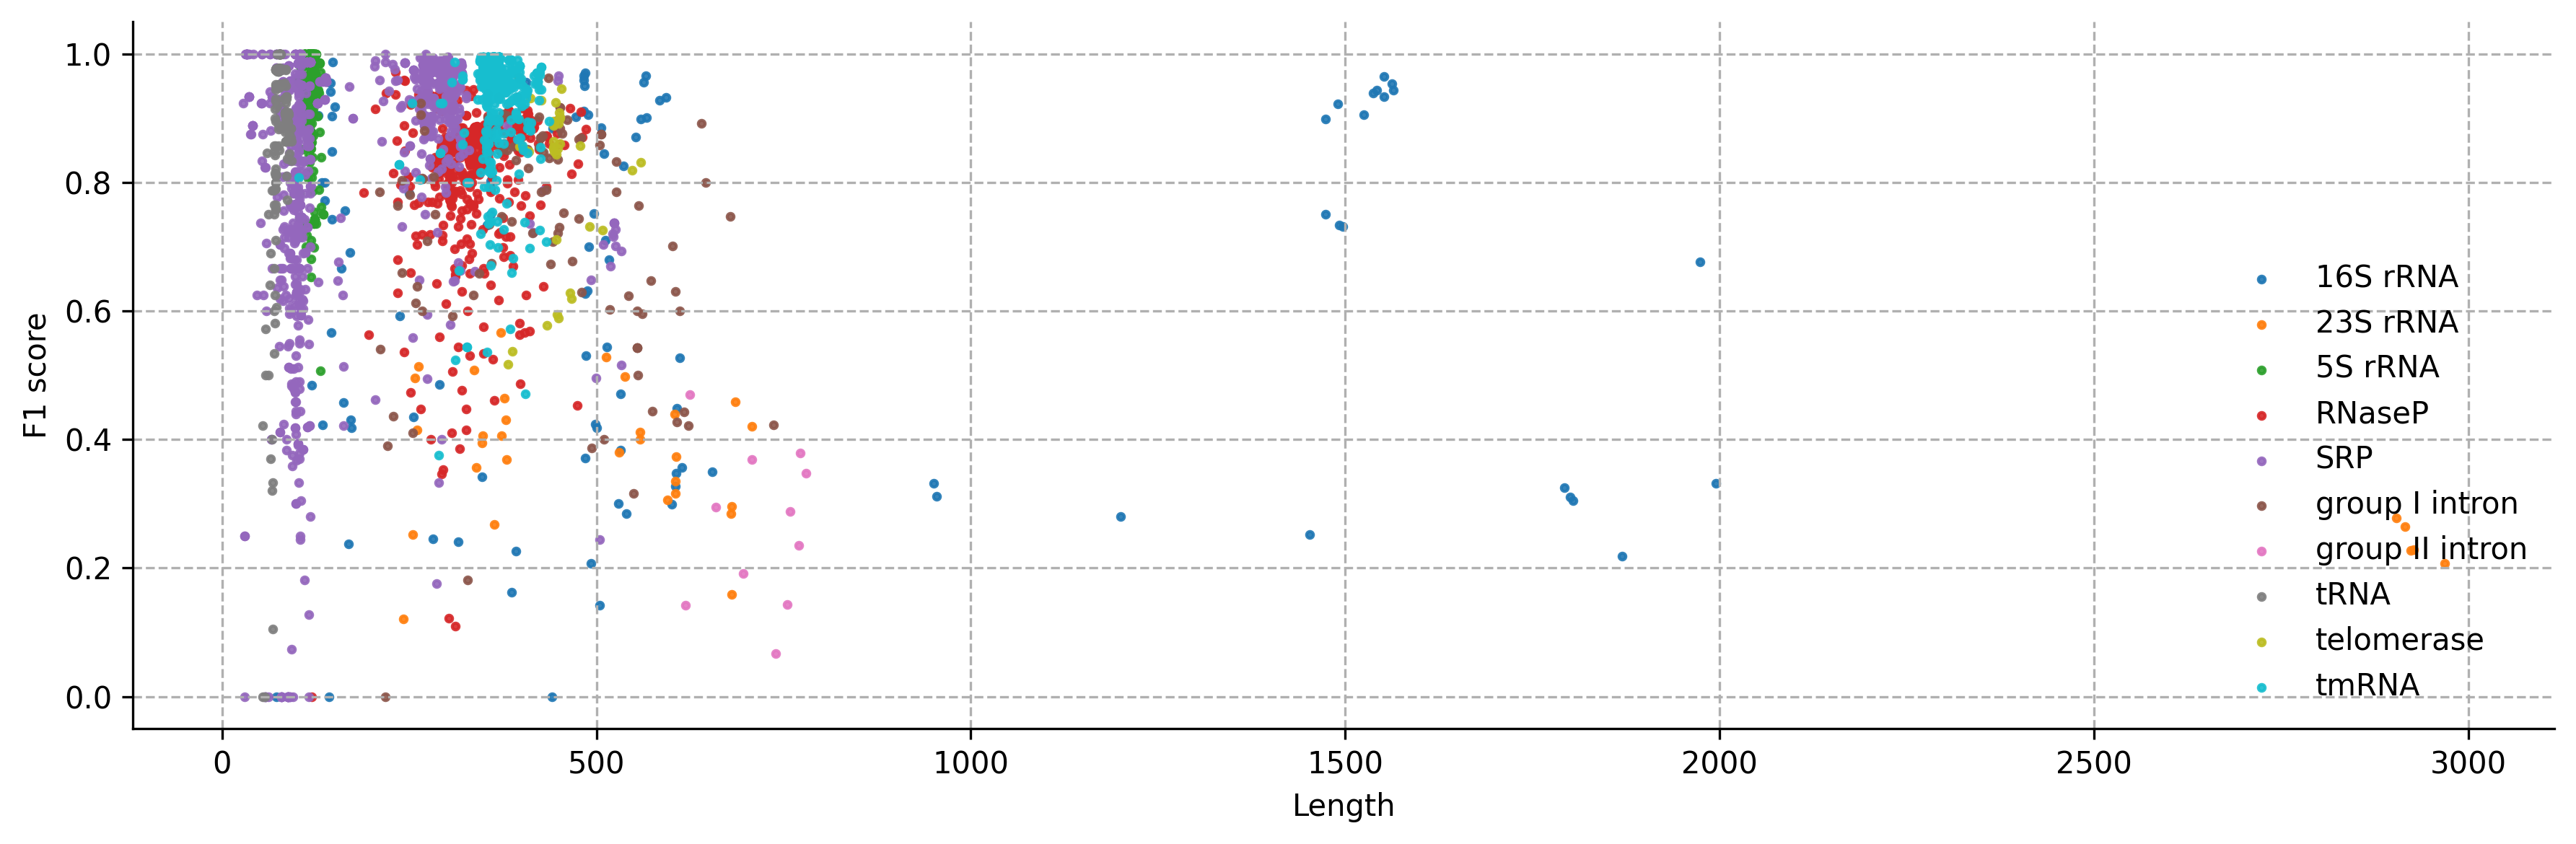 F1 score
1.0
0.8
0.6
0.4
0.2
0.0
0 500 1000 1500 2000 2500 3000
Length
16S rRNA
23S rRNA
5S rRNA
RNaseP
SRP
group I intron
group II intron
tRNA
telomerase
tmRNA